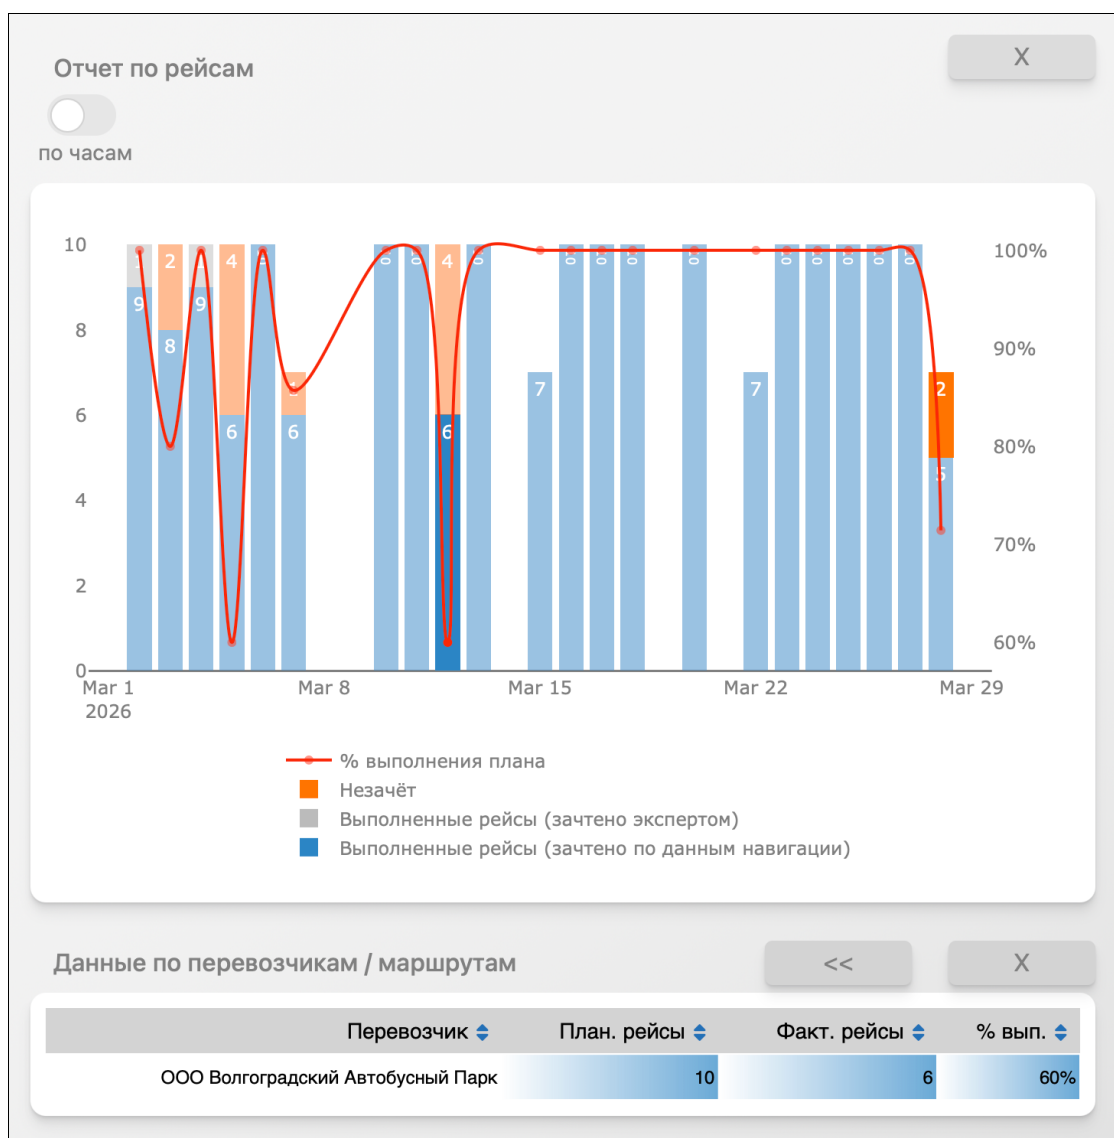 Отчет по рейсам
X
по часам
10
8
6
4
2
0
100%
90%
80%
70%
60%
9
2
8
9
4
6
6
4
6
7
7
2
5
Mar 1
2026
Mar 8
Mar 15
Mar 22
Mar 29
% выполнения плана
Незачёт
Выполненные рейсы (зачтено экспертом)
Выполненные рейсы (зачтено по данным навигации)
Данные по перевозчикам / маршрутам
<<
X
Перевозчик План. рейсы Факт. рейсы % вып.
ООО Волгоградский Автобусный Парк 10 6 60%